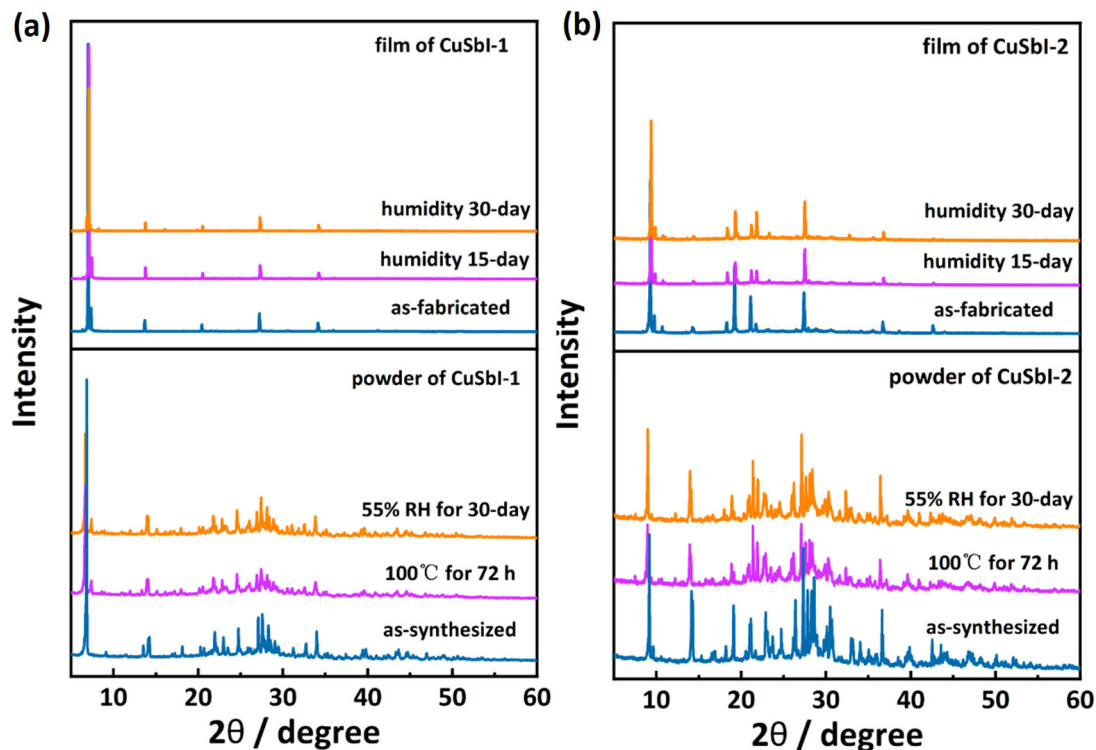 (a)
film of CuSbI-1
humidity 30-day
humidity 15-day
as-fabricated
Intensity
powder of CuSbI-1
55% RH for 30-day
100℃ for 72 h
as-synthesized
Intensity
10 20 30 40 50 60
2θ / degree
(b)
film of CuSbI-2
humidity 30-day
humidity 15-day
as-fabricated
Intensity
powder of CuSbI-2
55% RH for 30-day
100℃ for 72 h
as-synthesized
10 20 30 40 50 60
2θ / degree